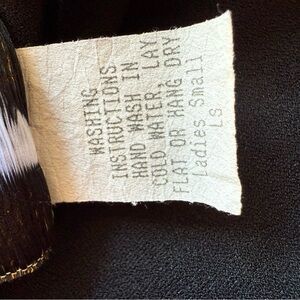 WASHING
INSTRUCTIONS
HAND WASH IN
COLD WATER, LAY
FLAT OR HANG DRY
Ladies Small
LS